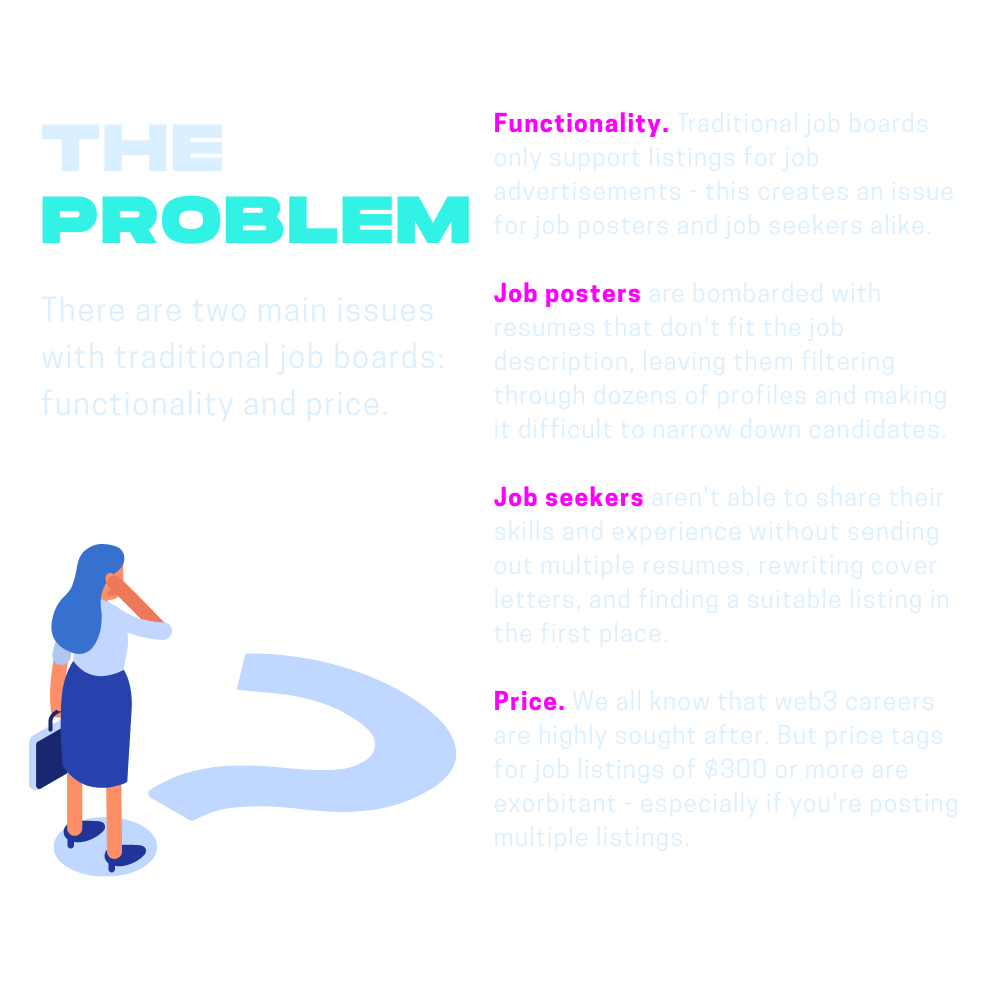 THE
PROBLEM
There are two main issues
with traditional job boards:
functionality and price.
Functionality. Traditional job boards
only support listings for job
advertisements - this creates an issue
for job posters and job seekers alike.
Job posters are bombarded with
resumes that don't fit the job
description, leaving them filtering
through dozens of profiles and making
it difficult to narrow down candidates.
Job seekers aren't able to share their
skills and experience without sending
out multiple resumes, rewriting cover
letters, and finding a suitable listing in
the first place.
Price. We all know that web3 careers
are highly sought after. But price tags
for job listings of $300 or more are
exorbitant - especially if you're posting
multiple listings.